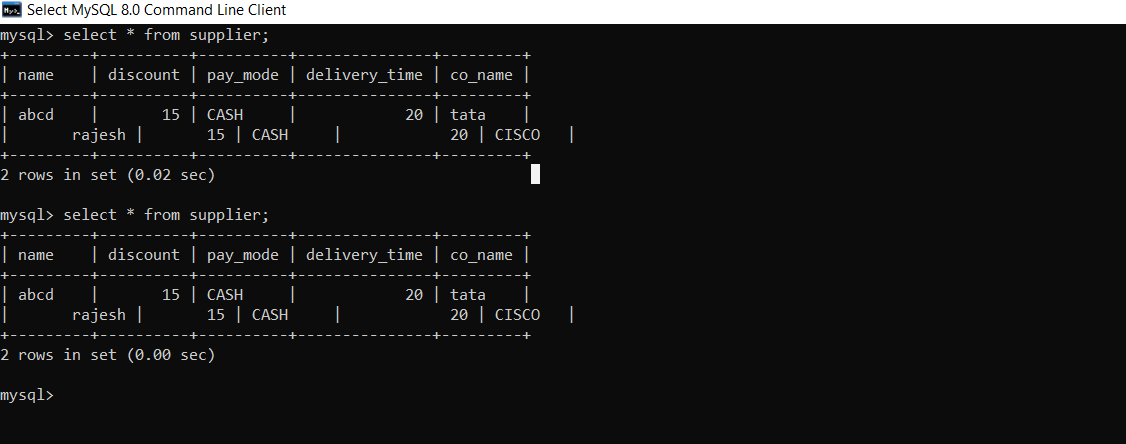 Select MySQL 8.0 Command Line Client
mysql> select * from supplier;
+---------+----------+----------+---------------+---------+
| name    | discount | pay_mode | delivery_time | co_name |
+---------+----------+----------+---------------+---------+
| abcd    |       15 | CASH     |            20 | tata    |
|       rajesh |       15 | CASH     |            20 | CISCO   |
+---------+----------+----------+---------------+---------+
2 rows in set (0.02 sec)

mysql> select * from supplier;
+---------+----------+----------+---------------+---------+
| name    | discount | pay_mode | delivery_time | co_name |
+---------+----------+----------+---------------+---------+
| abcd    |       15 | CASH     |            20 | tata    |
|       rajesh |       15 | CASH     |            20 | CISCO   |
+---------+----------+----------+---------------+---------+
2 rows in set (0.00 sec)

mysql>